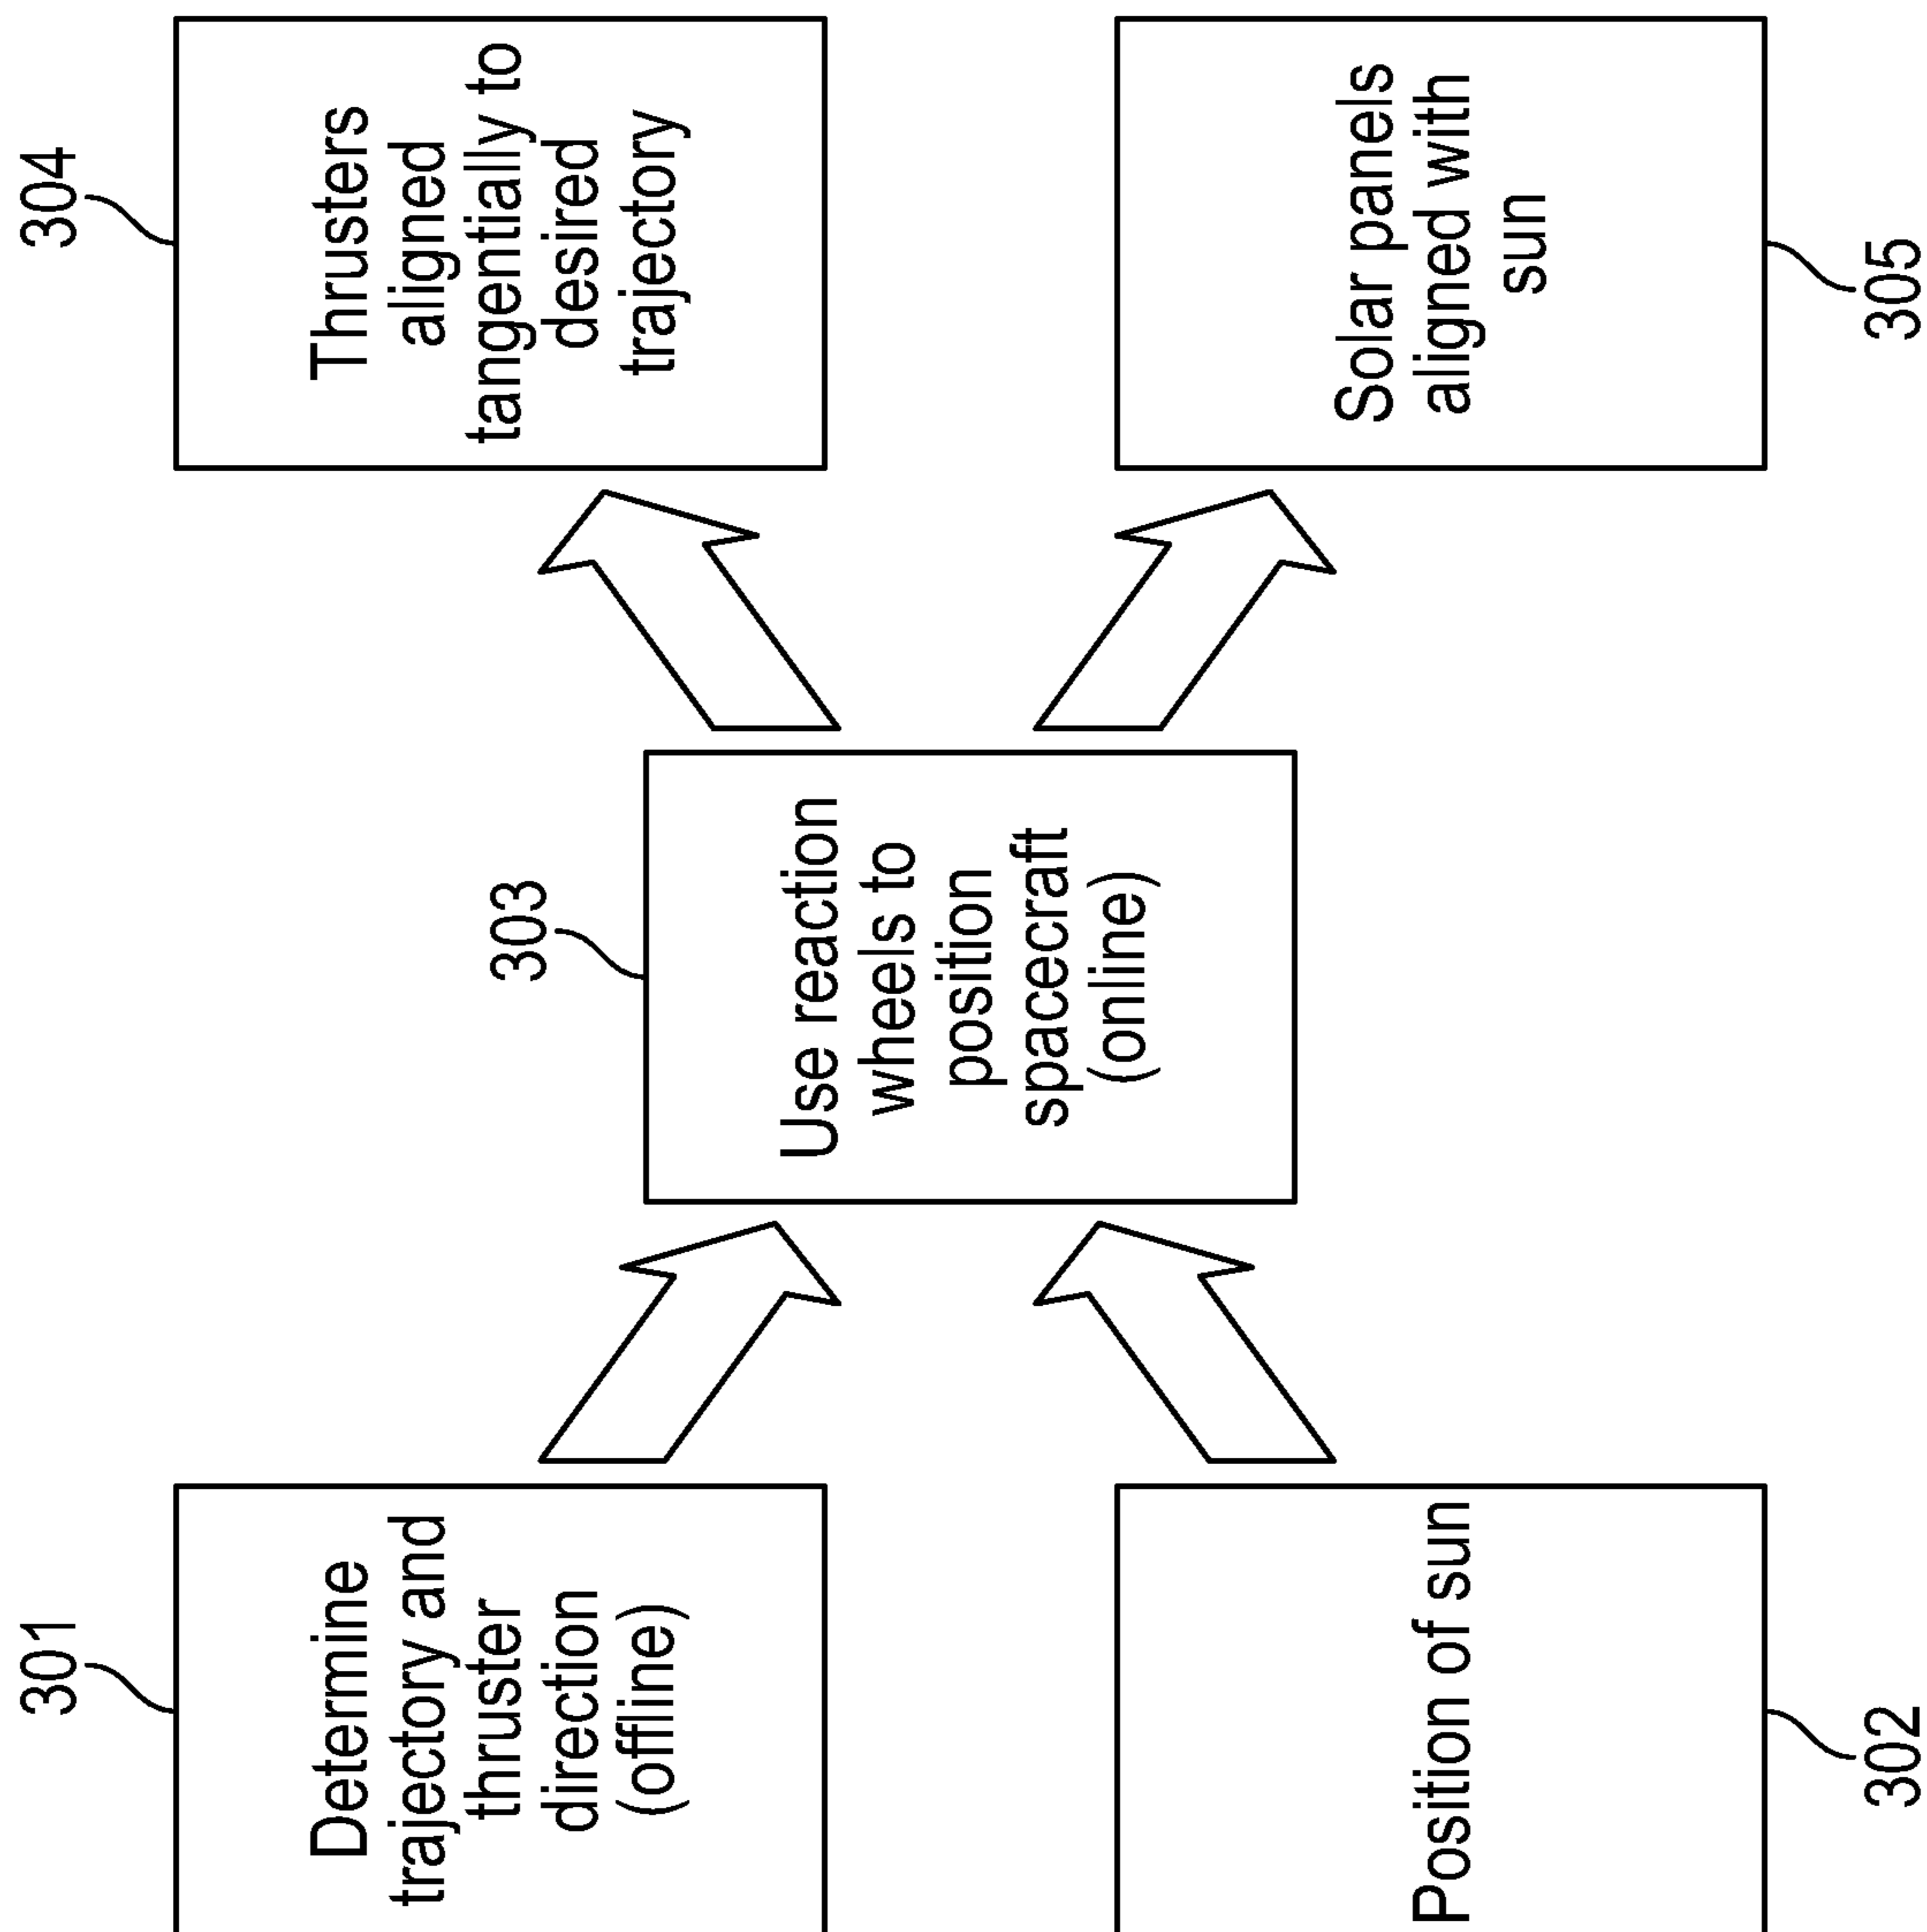 301
Determine
trajectory and
thruster
direction
(offline)
302
Position of sun
303
Use reaction
wheels to
position
spacecraft
(online)
304
Thrusters
aligned
tangentially to
desired
trajectory
305
Solar panels
aligned with
sun